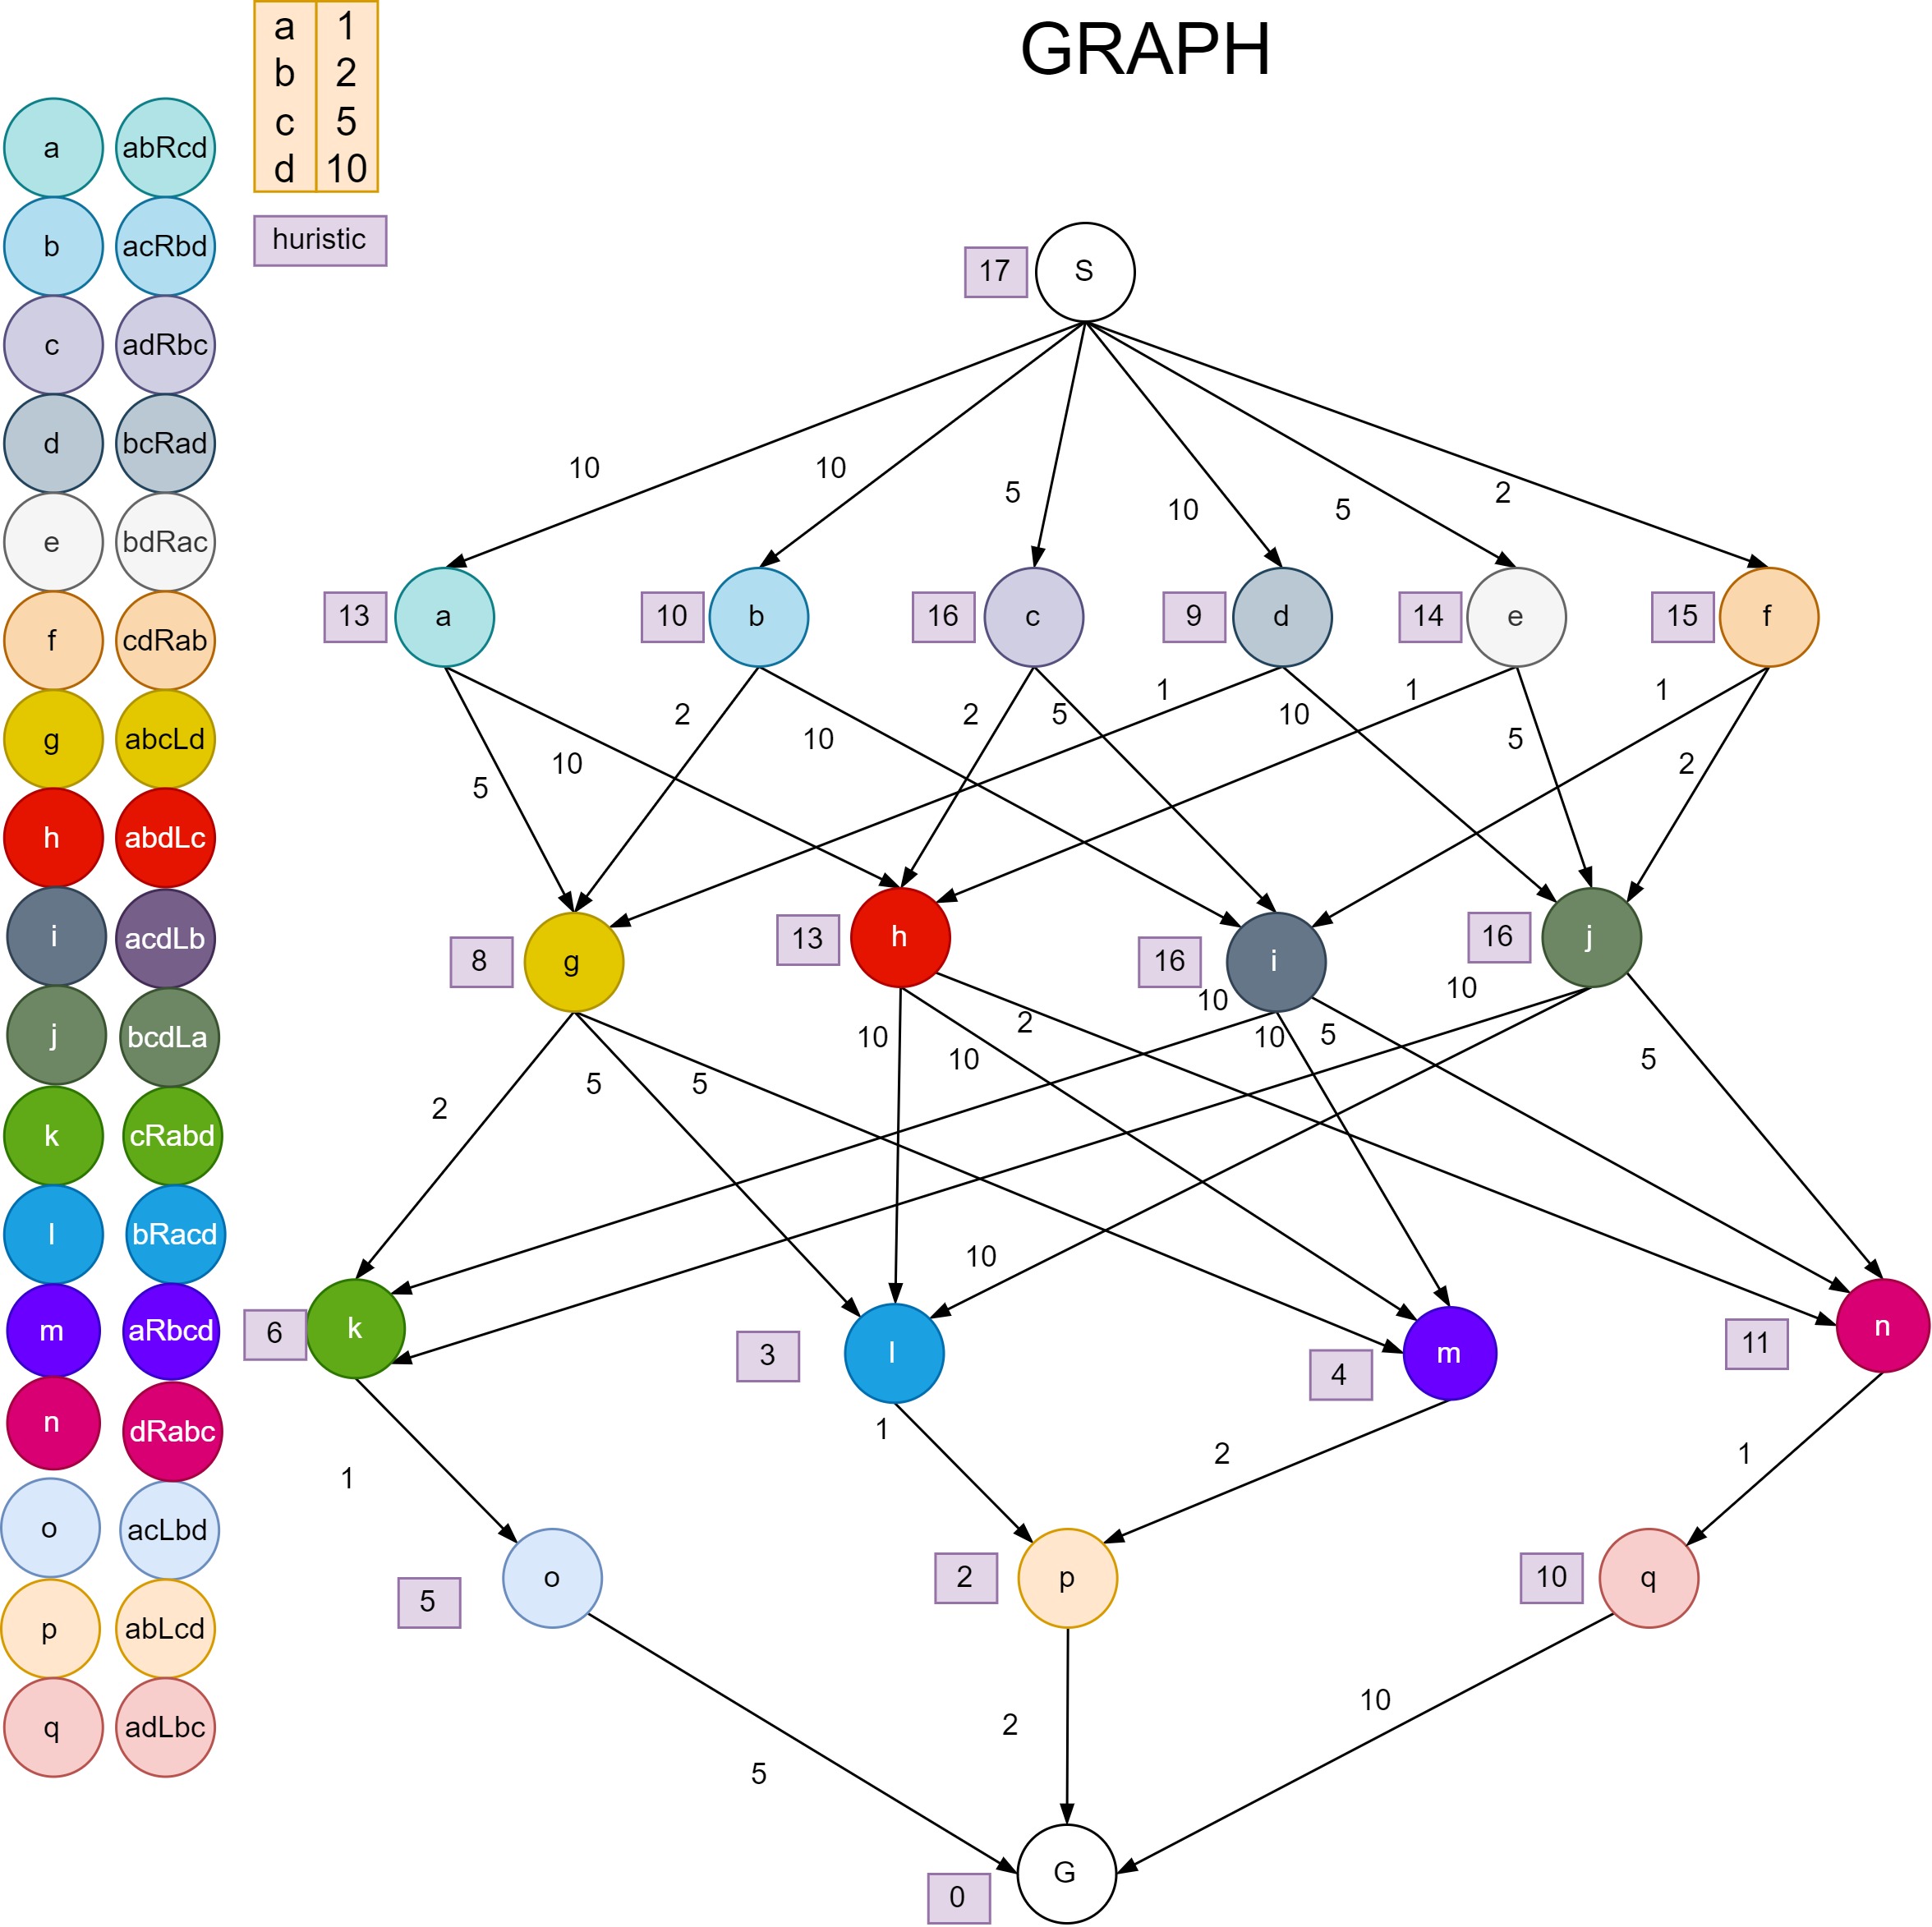 GRAPH
a 1
b 2
c 5
d 10
huristic
a abRcd
b acRbd
c adRbc
d bcRad
e bdRac
f cdRab
g abcLd
h abdLc
i acdLb
j bcdLa
k cRabd
l bRacd
m aRbcd
n dRabc
o acLbd
p abLcd
q adLbc
17 S
10 10 5 10 5 2
13 a 10 b 16 c 9 d 14 e 15 f
5 10 2 10 2 5 1 10 1 5 1 2
8 g 13 h 16 i 16 j
2 5 5 10 10 2 10 10 5 10 10 5
6 k 3 l 4 m 11 n
1 1 2 1
5 o 2 p 10 q
5 2 10
0 G